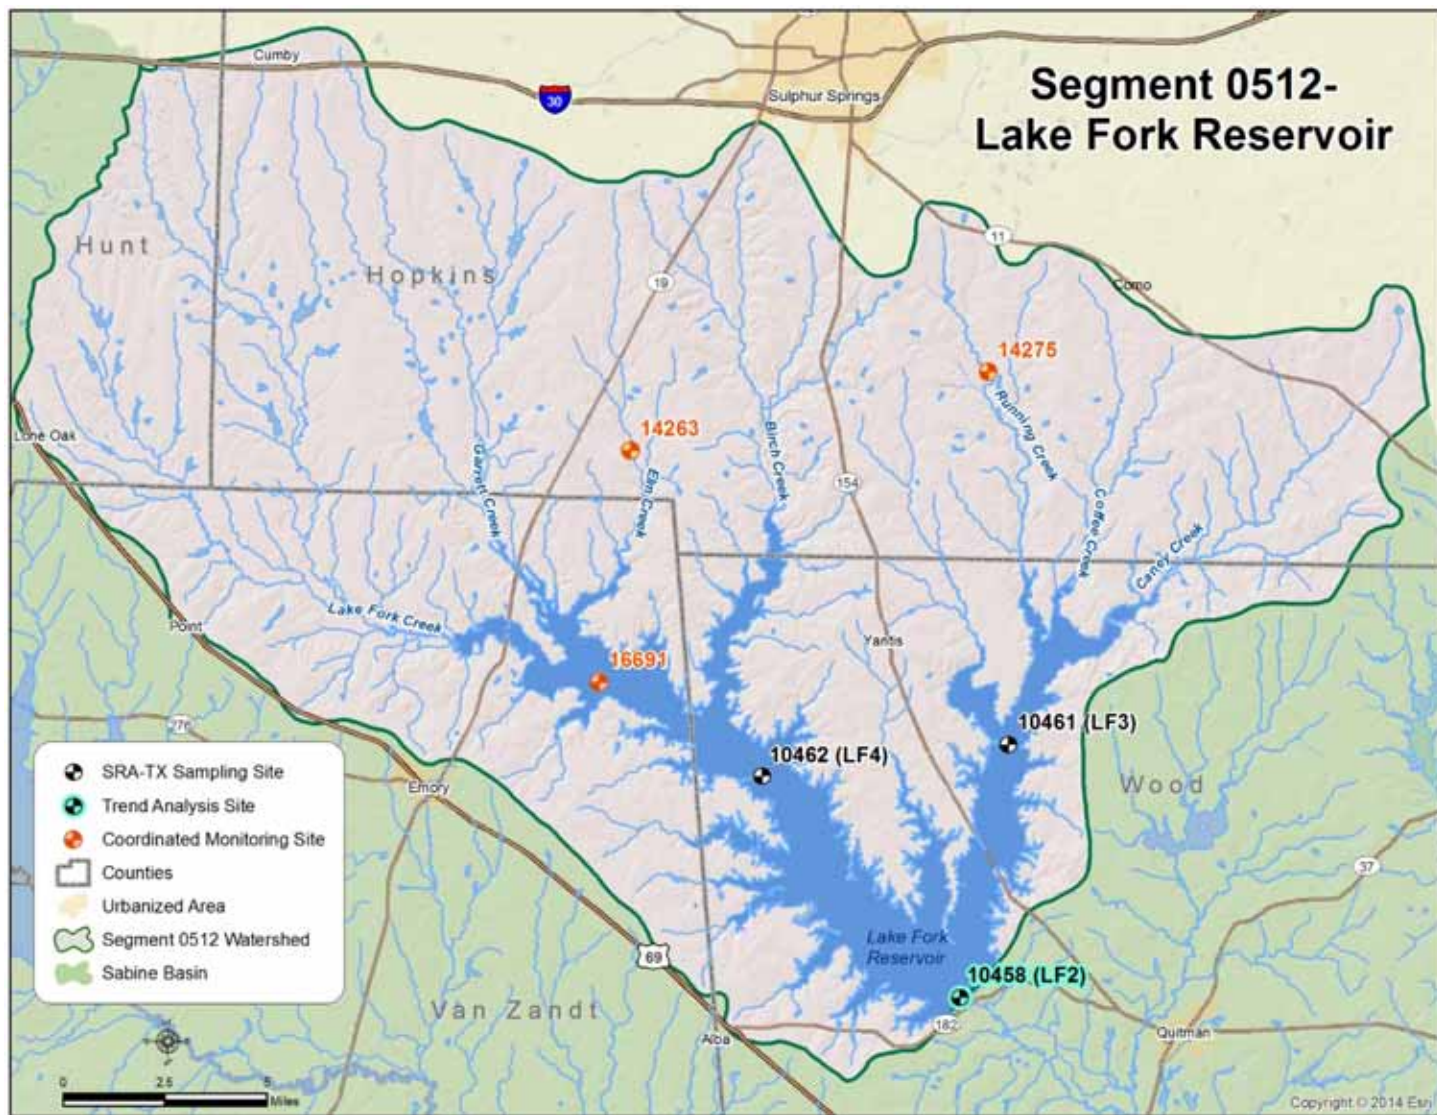 Segment 0512-
Lake Fork Reservoir
Cumby
30
Sulphur Springs
Hunt
Hopkins
19
11
Como
14275
14263
Running Creek
Lone Oak
Garrett Creek
Elm Creek
Birch Creek
154
Coffee Creek
Caney Creek
Lake Fork Creek
Point
Yantis
16691
10461 (LF3)
10462 (LF4)
276
Wood
Emory
SRA-TX Sampling Site
Trend Analysis Site
Coordinated Monitoring Site
Counties
Urbanized Area
Segment 0512 Watershed
Sabine Basin
37
Lake Fork
Reservoir
69
10458 (LF2)
Van Zandt
182
Alba
Quitman
0 2.5 5
Miles
Copyright © 2014 Esri